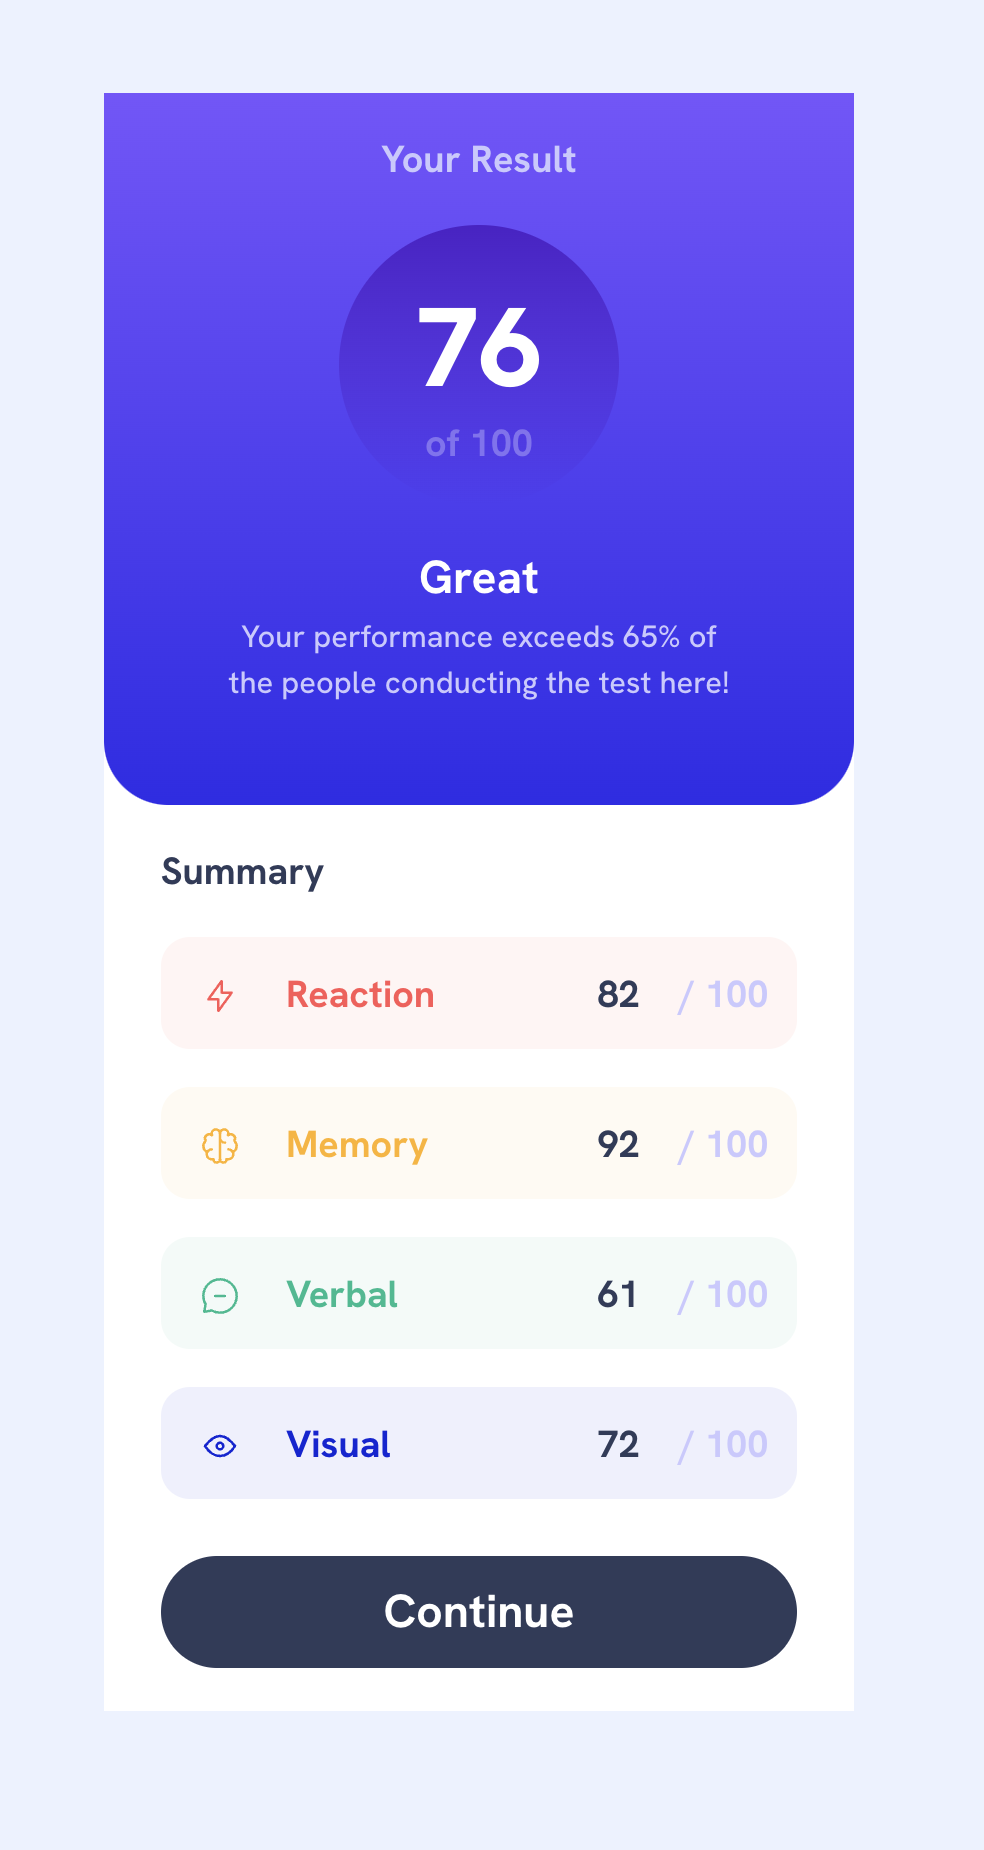 Your Result
76
of 100
Great
Your performance exceeds 65% of
the people conducting the test here!
Summary
Reaction 82 / 100
Memory 92 / 100
Verbal 61 / 100
Visual 72 / 100
Continue